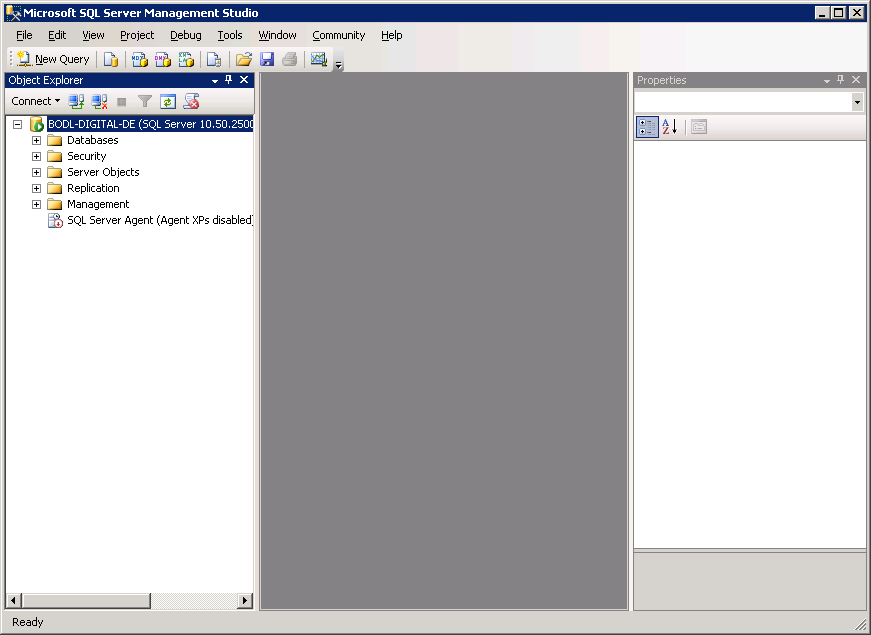 Microsoft SQL Server Management Studio
File Edit View Project Debug Tools Window Community Help
New Query
Object Explorer
Connect
BODL-DIGITAL-DE (SQL Server 10.50.2500
Databases
Security
Server Objects
Replication
Management
SQL Server Agent (Agent XPs disabled)
Properties
Ready